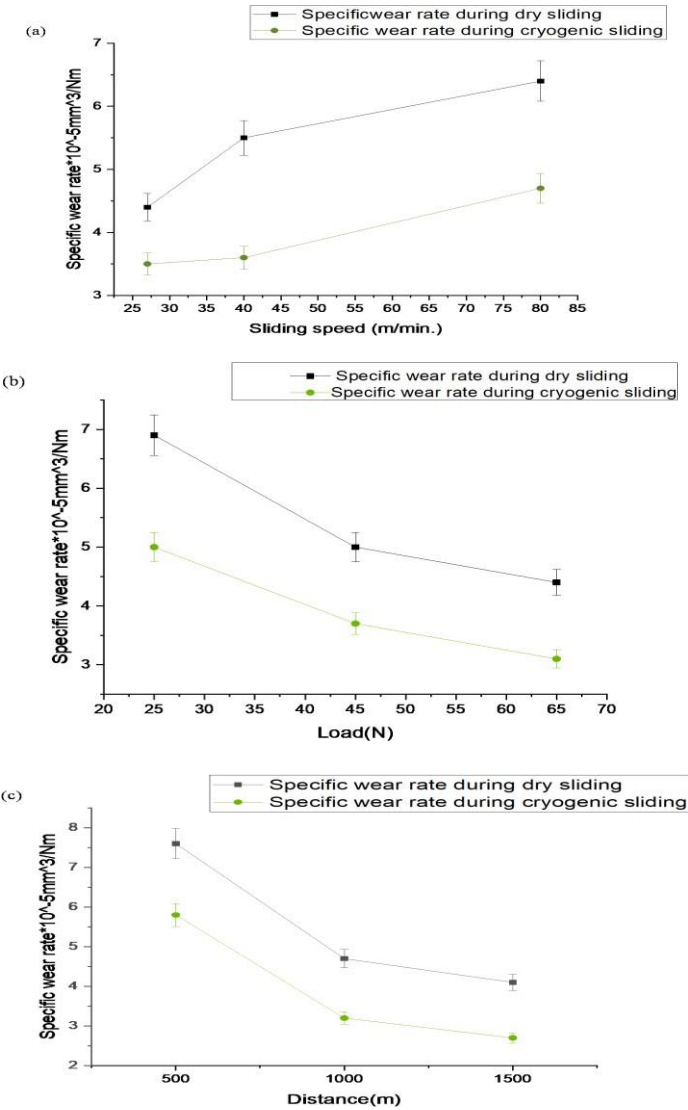 (a)
Specificwear rate during dry sliding
Specific wear rate during cryogenic sliding
Specific wear rate*10^-5mm^3/Nm
7
6
5
4
3
25 30 35 40 45 50 55 60 65 70 75 80 85
Sliding speed (m/min.)
(b)
Specific wear rate during dry sliding
Specific wear rate during cryogenic sliding
Specific wear rate*10^-5mm^3/Nm
7
6
5
4
3
20 25 30 35 40 45 50 55 60 65 70
Load(N)
(c)
Specific wear rate during dry sliding
Specific wear rate during cryogenic sliding
Specific wear rate*10^-5mm^3/Nm
8
7
6
5
4
3
2
500 1000 1500
Distance(m)